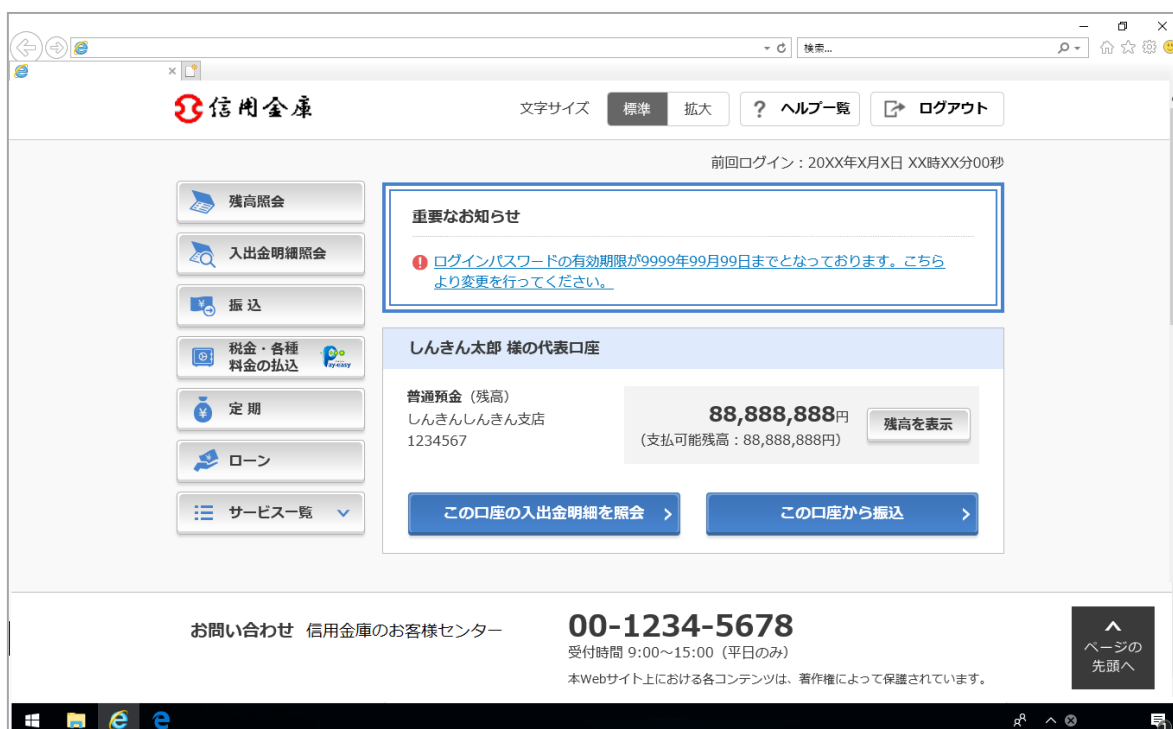 検索...
信用金庫
文字サイズ 標準 拡大 ? ヘルプ一覧 ログアウト
前回ログイン：20XX年X月X日 XX時XX分00秒
残高照会
入出金明細照会
振込
税金・各種
料金の払込
Pay-easy
定期
ローン
サービス一覧
重要なお知らせ
ログインパスワードの有効期限が9999年99月99日までとなっております。こちら
より変更を行ってください。
しんきん太郎 様の代表口座
普通預金（残高）
しんきんしんきん支店
1234567
88,888,888円
（支払可能残高：88,888,888円）
残高を表示
この口座の入出金明細を照会
この口座から振込
お問い合わせ 信用金庫のお客様センター
00-1234-5678
受付時間 9:00～15:00（平日のみ）
本Webサイト上における各コンテンツは、著作権によって保護されています。
ページの
先頭へ